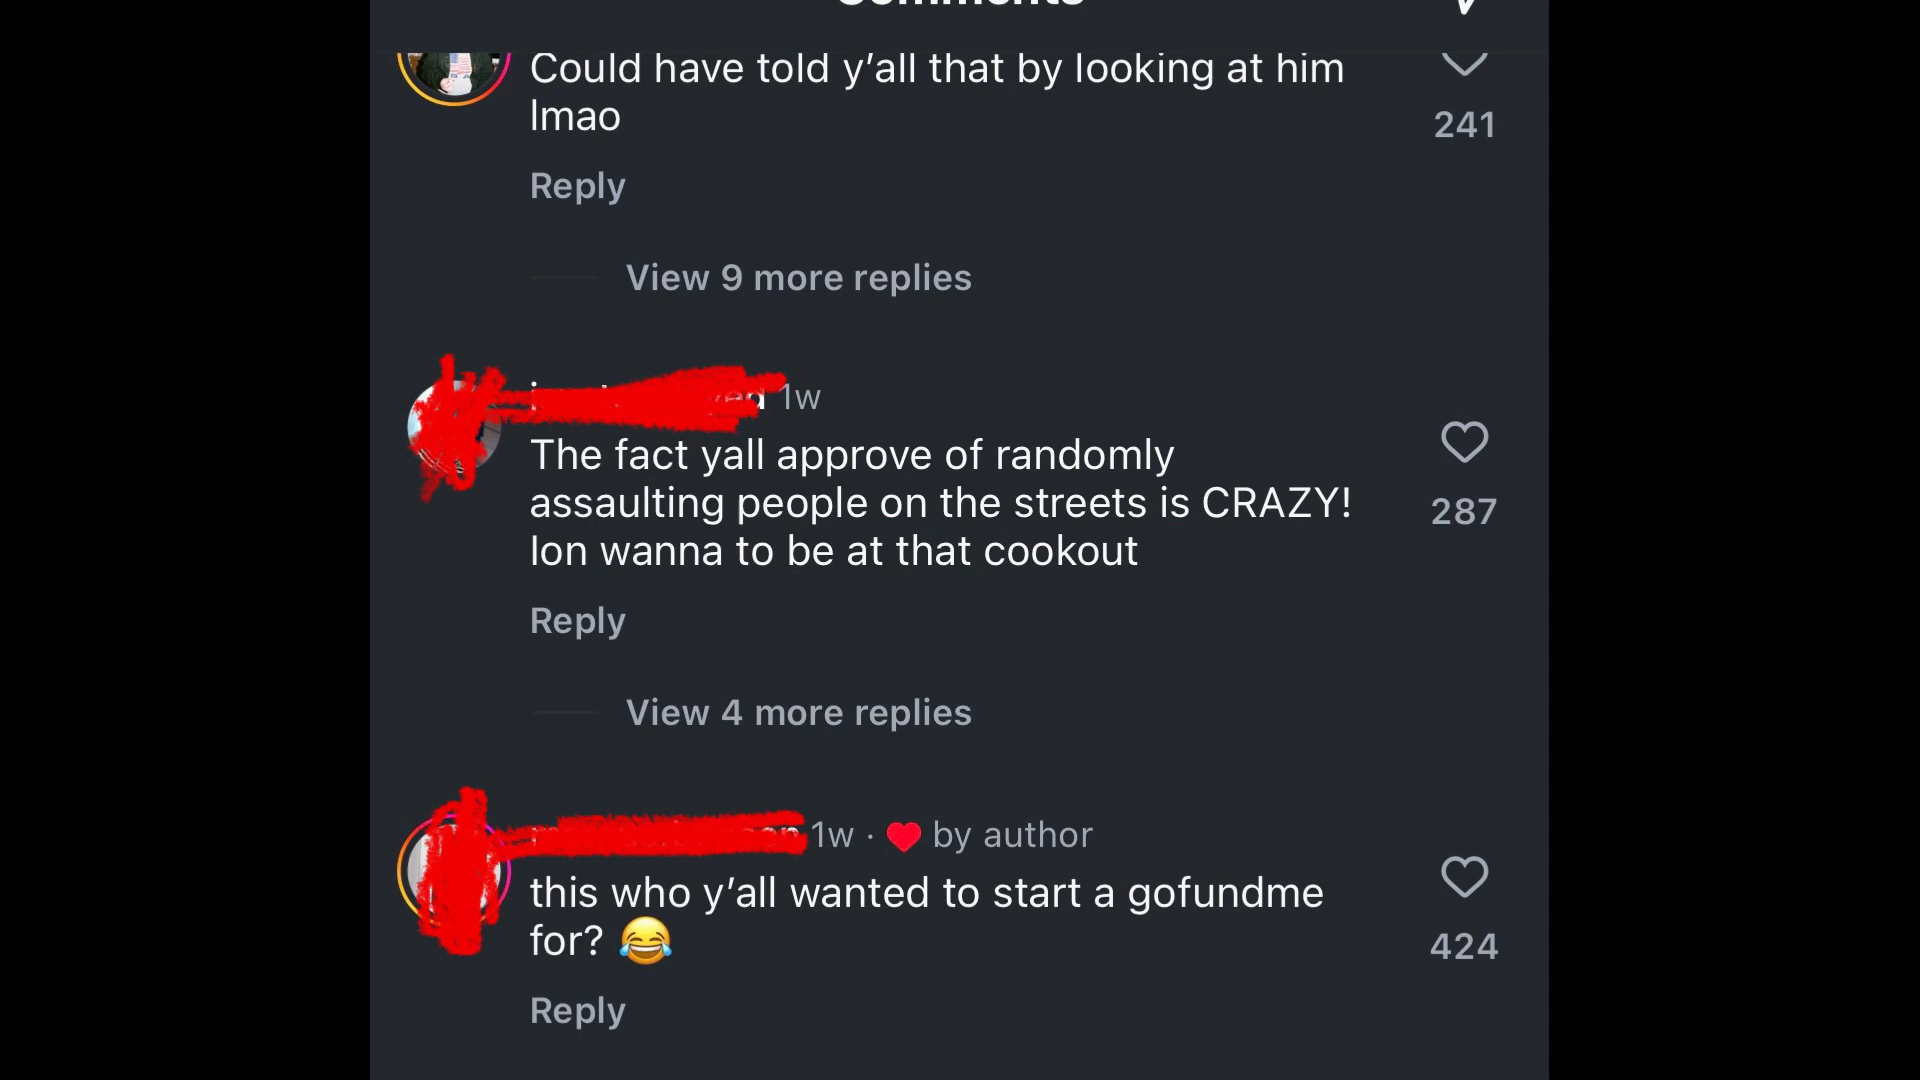 Could have told y’all that by looking at him
lmao
241
Reply
View 9 more replies
1w
The fact yall approve of randomly
assaulting people on the streets is CRAZY!
Ion wanna to be at that cookout
287
Reply
View 4 more replies
1w · ❤️ by author
this who y’all wanted to start a gofundme
for? 😂
424
Reply